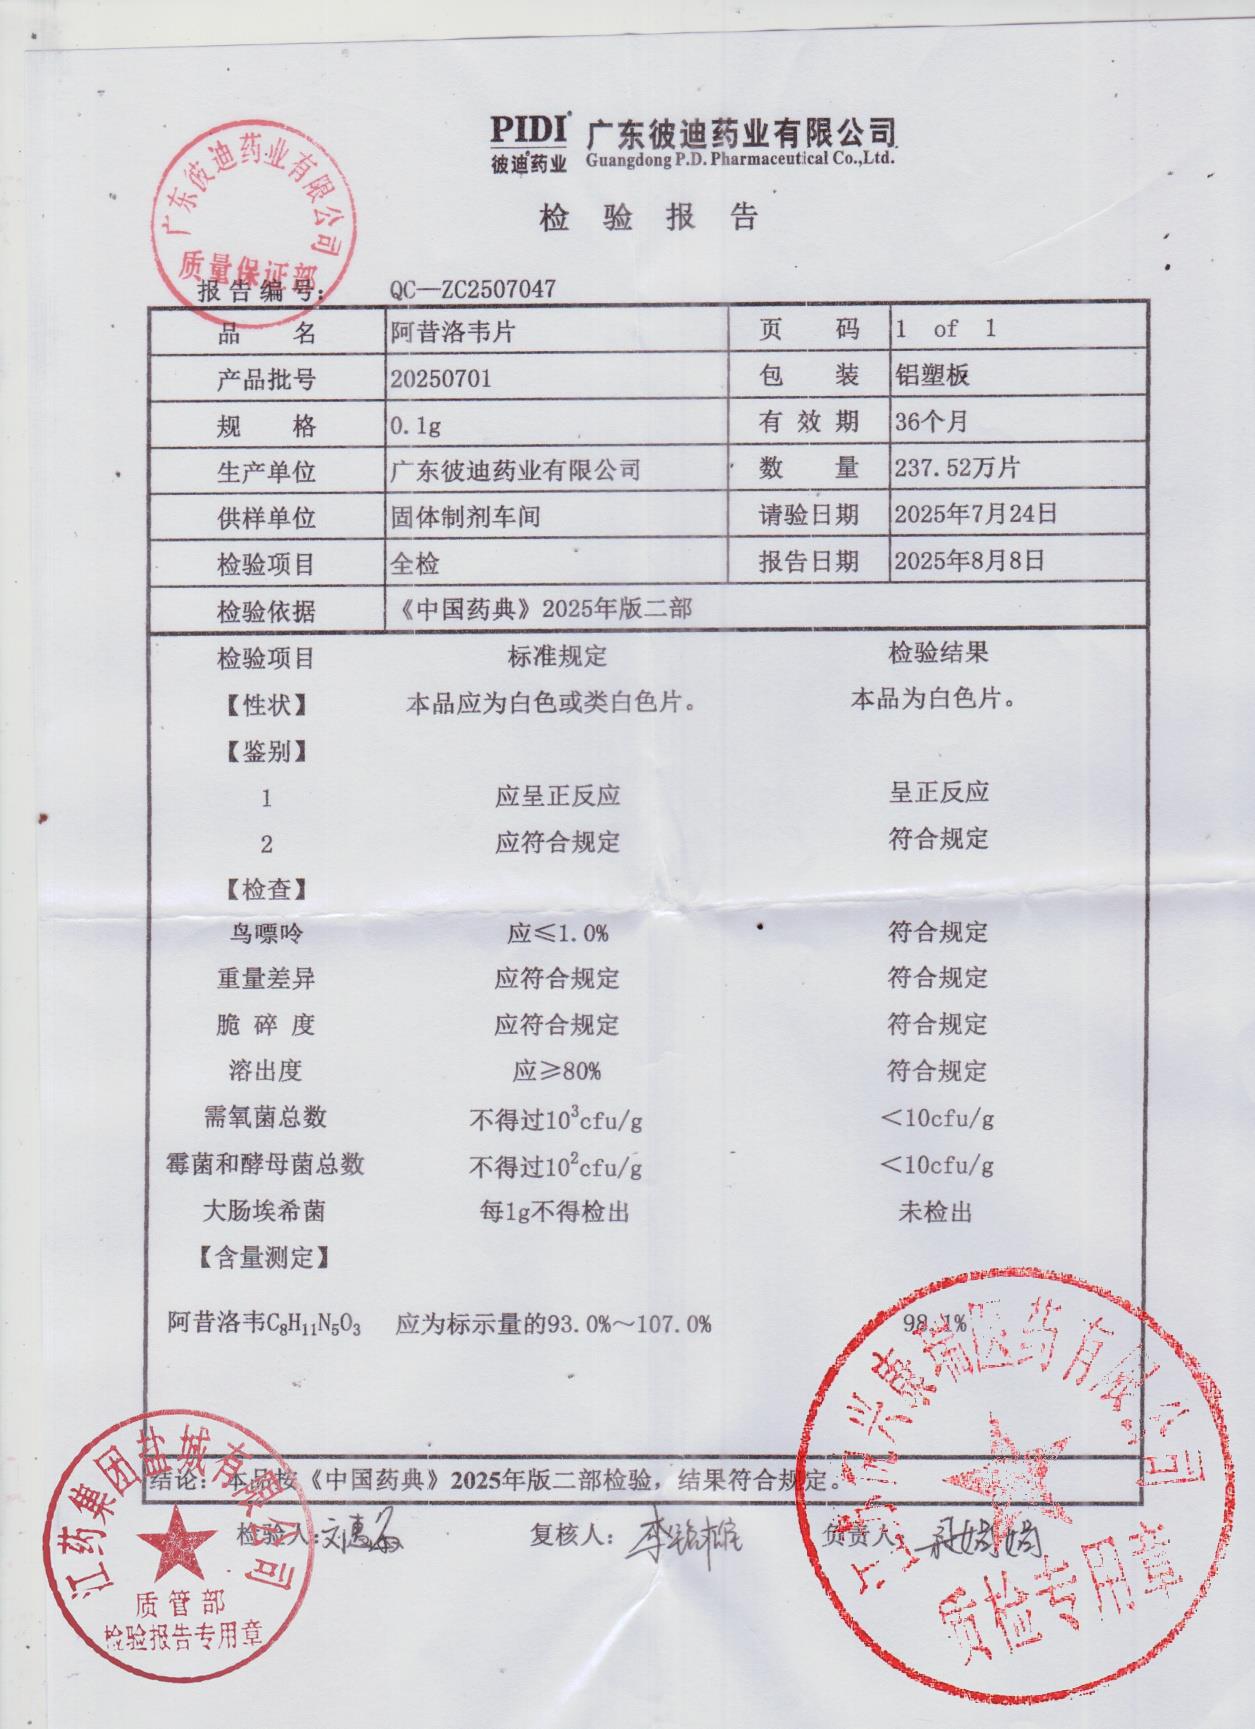 PIDI 广东彼迪药业有限公司
彼迪药业 Guangdong P.D. Pharmaceutical Co.,Ltd.
检 验 报 告
广东彼迪药业有限公司
质量保证部
报告编号: QC—ZC2507047
品 名 阿昔洛韦片 页 码 1 of 1
产品批号 20250701 包 装 铝塑板
规 格 0.1g 有 效 期 36个月
生产单位 广东彼迪药业有限公司 数 量 237.52万片
供样单位 固体制剂车间 请验日期 2025年7月24日
检验项目 全检 报告日期 2025年8月8日
检验依据 《中国药典》2025年版二部
检验项目 标准规定 检验结果
【性状】 本品应为白色或类白色片。 本品为白色片。
【鉴别】
1 应呈正反应 呈正反应
2 应符合规定 符合规定
【检查】
鸟嘌呤 应≤1.0% 符合规定
重量差异 应符合规定 符合规定
脆 碎 度 应符合规定 符合规定
溶出度 应≥80% 符合规定
需氧菌总数 不得过10³cfu/g <10cfu/g
霉菌和酵母菌总数 不得过10²cfu/g <10cfu/g
大肠埃希菌 每1g不得检出 未检出
【含量测定】
阿昔洛韦C₈H₁₁N₅O₃ 应为标示量的93.0%～107.0% 98.1%
结论: 本品按《中国药典》2025年版二部检验，结果符合规定。
检验人: 复核人: 负责人
江药集团盐城有限公司
质管部
检验报告专用章
医药有限公司
质检专用章